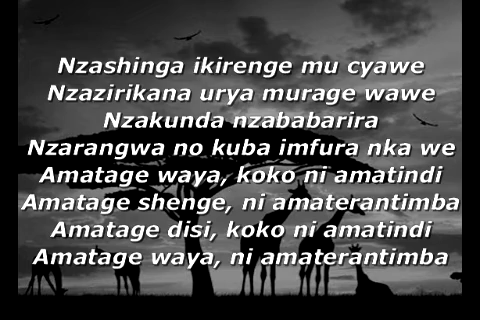 Nzashinga ikirenge mu cyawe
Nzazirikana urya murage wawe
Nzakunda nzababarira
Nzarangwa no kuba imfura nka we
Amatage waya, koko ni amatindi
Amatage shenge, ni amaterantimba
Amatage disi, koko ni amatindi
Amatage waya, ni amaterantimba